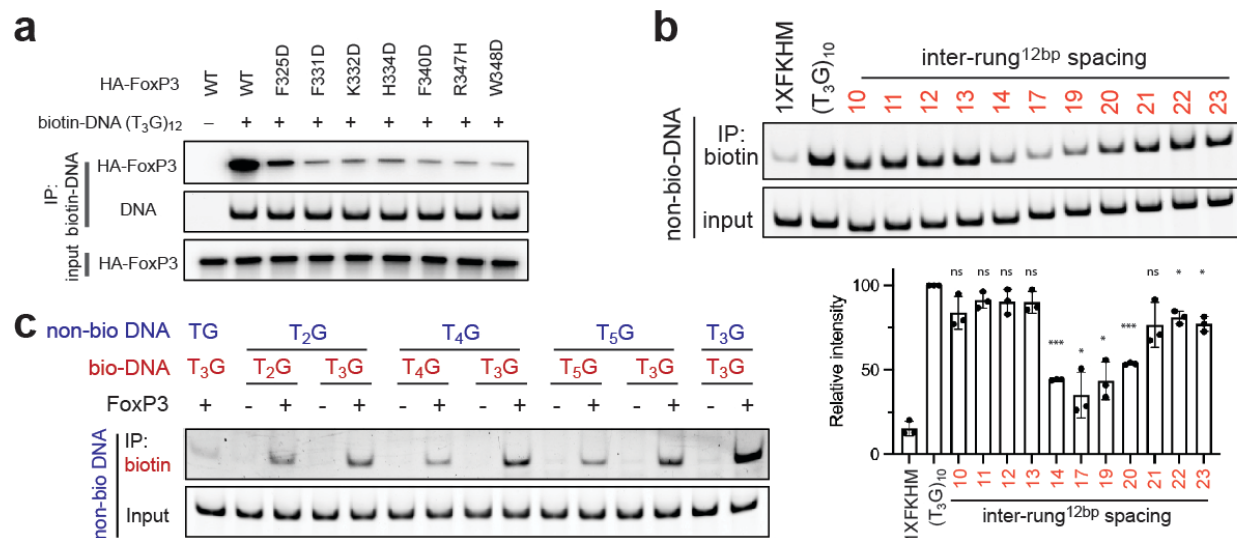 a
HA-FoxP3
WT
WT
F325D
F331D
K332D
H334D
F340D
R347H
W348D
biotin-DNA (T₃G)₁₂ – + + + + + + + +
IP:
biotin-DNA
HA-FoxP3
DNA
input
HA-FoxP3
b
1XFKHM
(T₃G)₁₀
inter-rung¹²ᵇᵖ spacing
10 11 12 13 14 17 19 20 21 22 23
non-bio-DNA
IP:
biotin
input
Relative intensity
100
50
0
ns ns ns ns *** * * *** ns * *
1XFKHM
(T₃G)₁₀
10 11 12 13 14 17 19 20 21 22 23
inter-rung¹²ᵇᵖ spacing
c
non-bio DNA TG T₂G T₄G T₅G T₃G
bio-DNA T₃G T₂G T₃G T₄G T₃G T₅G T₃G T₃G
FoxP3 + - + - + - + - + - + - + - +
non-bio DNA
IP:
biotin
Input